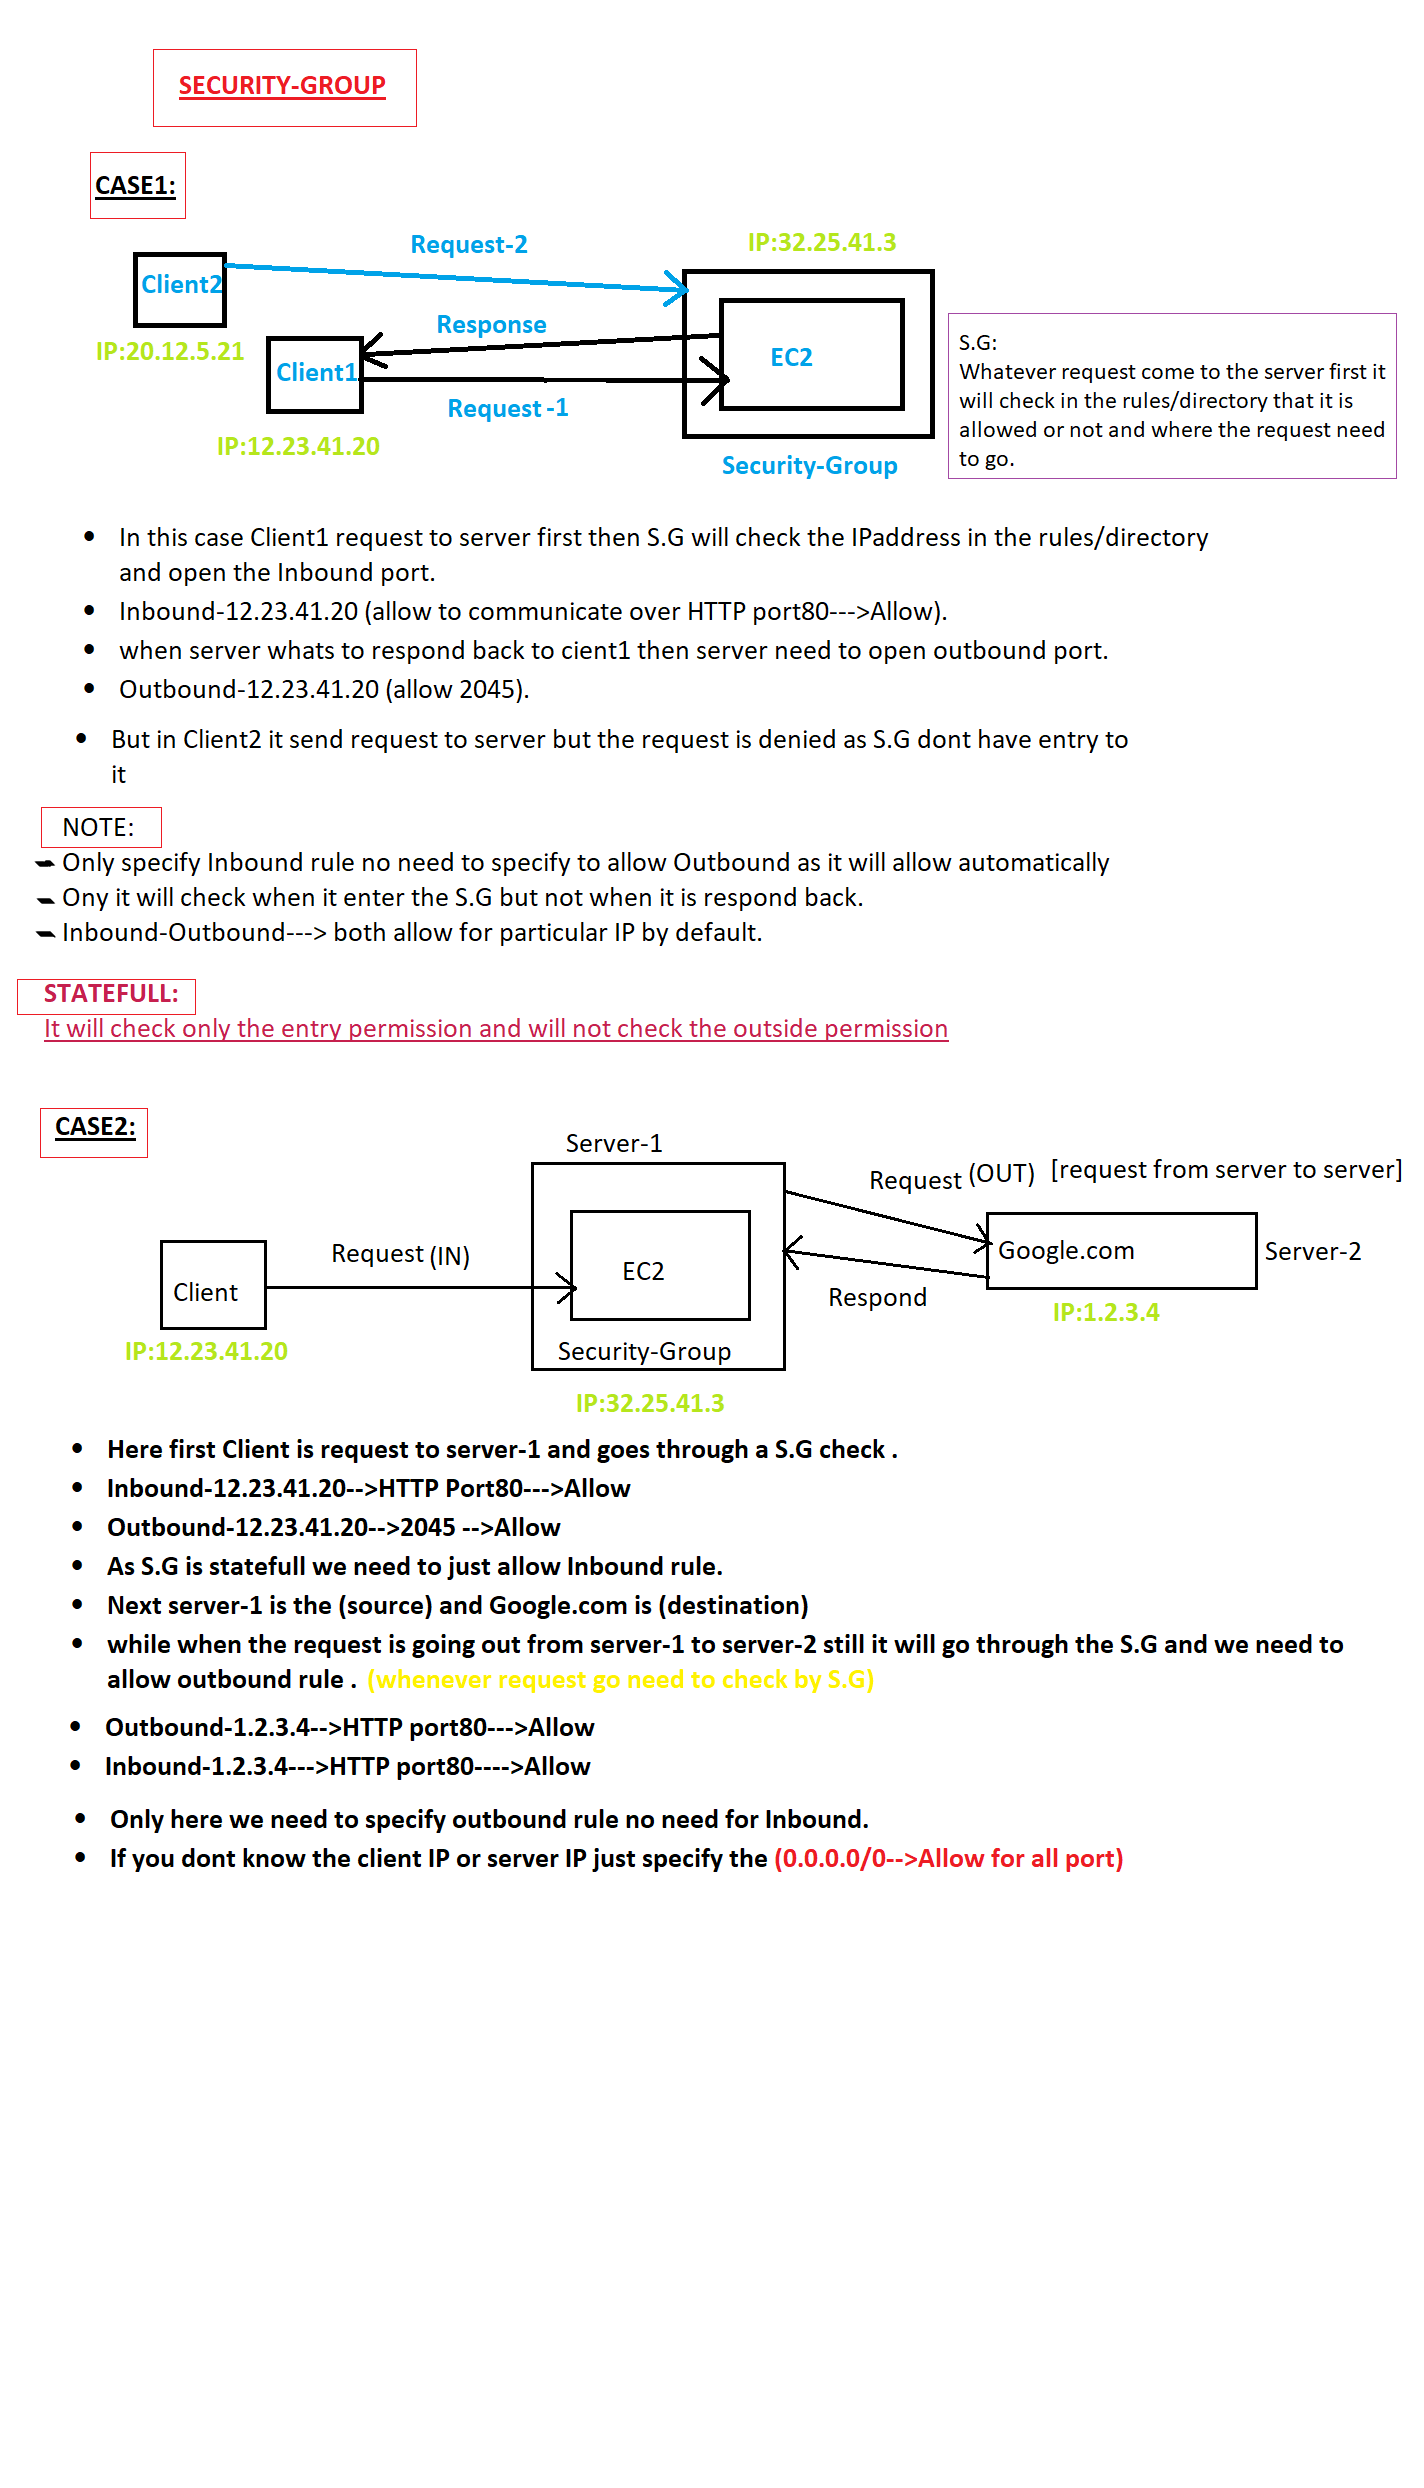 SECURITY-GROUP
CASE1:
Request-2
IP:32.25.41.3
Client2
Response
IP:20.12.5.21
Client1
EC2
Request -1
IP:12.23.41.20
Security-Group
S.G:
Whatever request come to the server first it
will check in the rules/directory that it is
allowed or not and where the request need
to go.
• In this case Client1 request to server first then S.G will check the IPaddress in the rules/directory
and open the Inbound port.
• Inbound-12.23.41.20 (allow to communicate over HTTP port80--->Allow).
• when server whats to respond back to cient1 then server need to open outbound port.
• Outbound-12.23.41.20 (allow 2045).
• But in Client2 it send request to server but the request is denied as S.G dont have entry to
it
NOTE:
- Only specify Inbound rule no need to specify to allow Outbound as it will allow automatically
- Ony it will check when it enter the S.G but not when it is respond back.
- Inbound-Outbound---> both allow for particular IP by default.
STATEFULL:
It will check only the entry permission and will not check the outside permission
CASE2:
Server-1
Request (OUT) [request from server to server]
Request (IN)
Client
EC2
Google.com
Server-2
Respond
IP:1.2.3.4
IP:12.23.41.20
Security-Group
IP:32.25.41.3
• Here first Client is request to server-1 and goes through a S.G check .
• Inbound-12.23.41.20-->HTTP Port80--->Allow
• Outbound-12.23.41.20-->2045 -->Allow
• As S.G is statefull we need to just allow Inbound rule.
• Next server-1 is the (source) and Google.com is (destination)
• while when the request is going out from server-1 to server-2 still it will go through the S.G and we need to
allow outbound rule . (whenever request go need to check by S.G)
• Outbound-1.2.3.4-->HTTP port80--->Allow
• Inbound-1.2.3.4--->HTTP port80---->Allow
• Only here we need to specify outbound rule no need for Inbound.
• If you dont know the client IP or server IP just specify the (0.0.0.0/0-->Allow for all port)